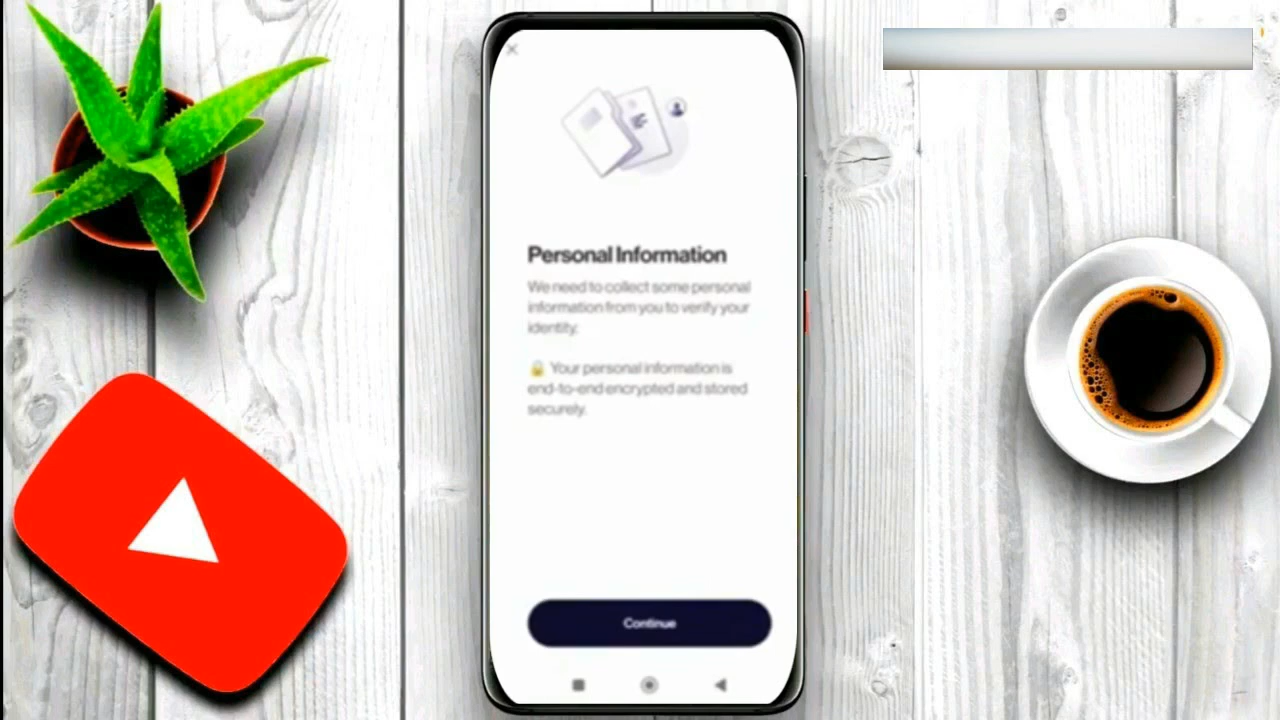 Personal Information
We need to collect some personal
information from you to verify your
identity.
🔒 Your personal information is
end-to-end encrypted and stored
securely.
Continue